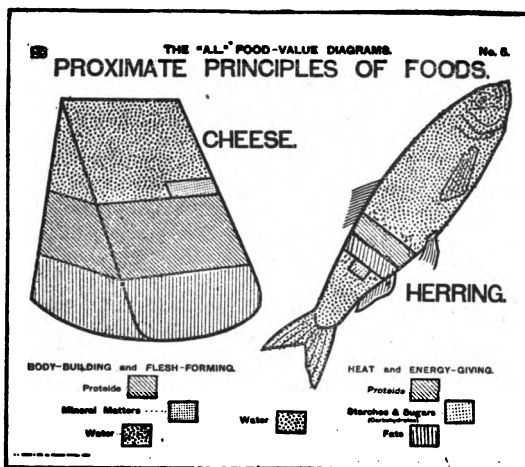 THE "A.L." FOOD-VALUE DIAGRAMS. No. 6.
PROXIMATE PRINCIPLES OF FOODS.
CHEESE.
HERRING.
BODY-BUILDING and FLESH-FORMING.
Proteids
Mineral Matters
Water
Water
HEAT and ENERGY-GIVING.
Proteids
Starches & Sugars
(Carbohydrates)
Fats